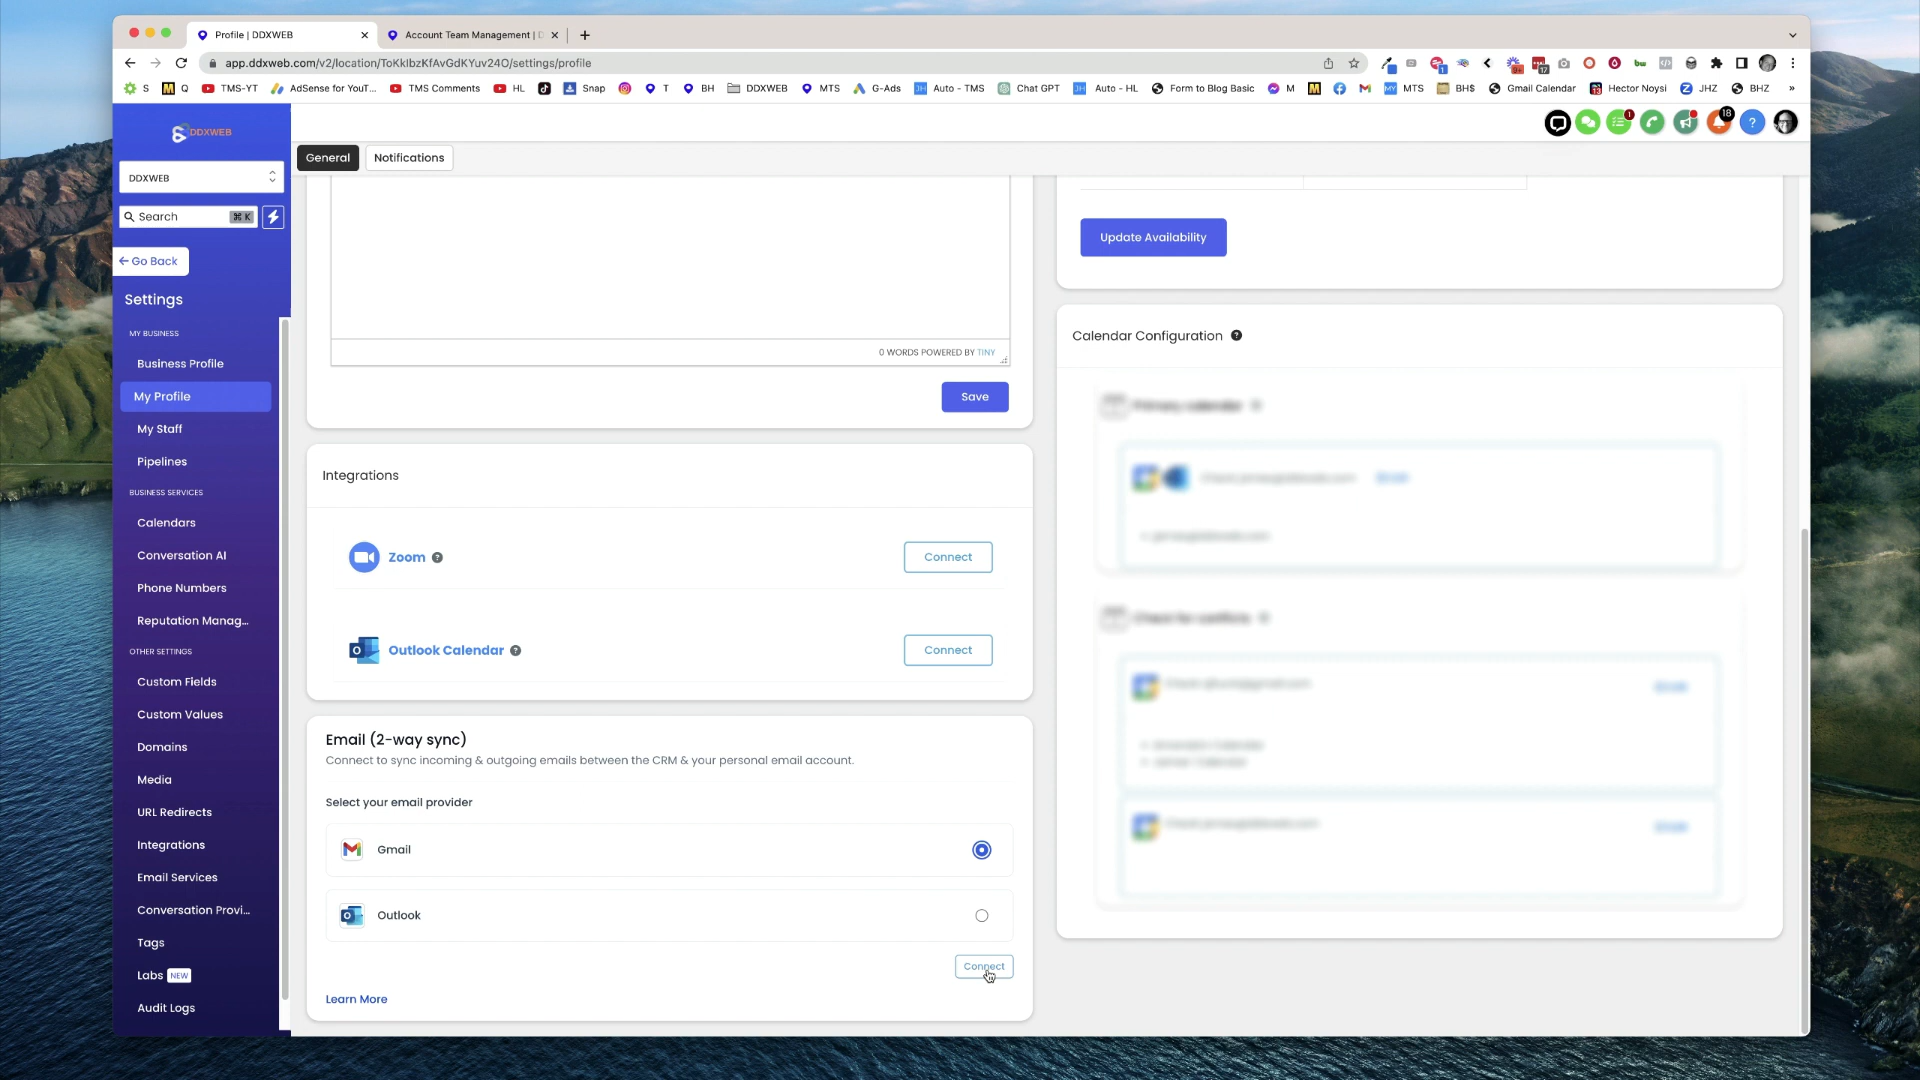 Profile | DDXWEB
Account Team Management | D
app.ddxweb.com/v2/location/ToKkIbzKfAvGdKYuv24O/settings/profile
S
Q
TMS-YT
AdSense for YouT...
TMS Comments
HL
Snap
T
BH
DDXWEB
MTS
G-Ads
Auto - TMS
Chat GPT
Auto - HL
Form to Blog Basic
M
MTS
BH$
Gmail Calendar
Hector Noysi
JHZ
BHZ
»
DDXWEB
1
18
?
General
Notifications
DDXWEB
Search
⌘ K
Go Back
Settings
MY BUSINESS
Business Profile
My Profile
My Staff
Pipelines
BUSINESS SERVICES
Calendars
Conversation AI
Phone Numbers
Reputation Manag...
OTHER SETTINGS
Custom Fields
Custom Values
Domains
Media
URL Redirects
Integrations
Email Services
Conversation Provi...
Tags
Labs NEW
Audit Logs
0 WORDS POWERED BY TINY
Save
Integrations
Zoom
Connect
Outlook Calendar
Connect
Email (2-way sync)
Connect to sync incoming & outgoing emails between the CRM & your personal email account.
Select your email provider
Gmail
Outlook
Connect
Learn More
Update Availability
Calendar Configuration